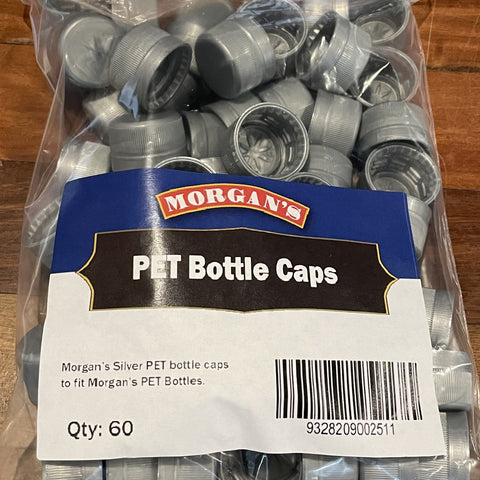 MORGAN'S
PET Bottle Caps
Morgan's Silver PET bottle caps
to fit Morgan's PET Bottles.
Qty: 60
9328209002511